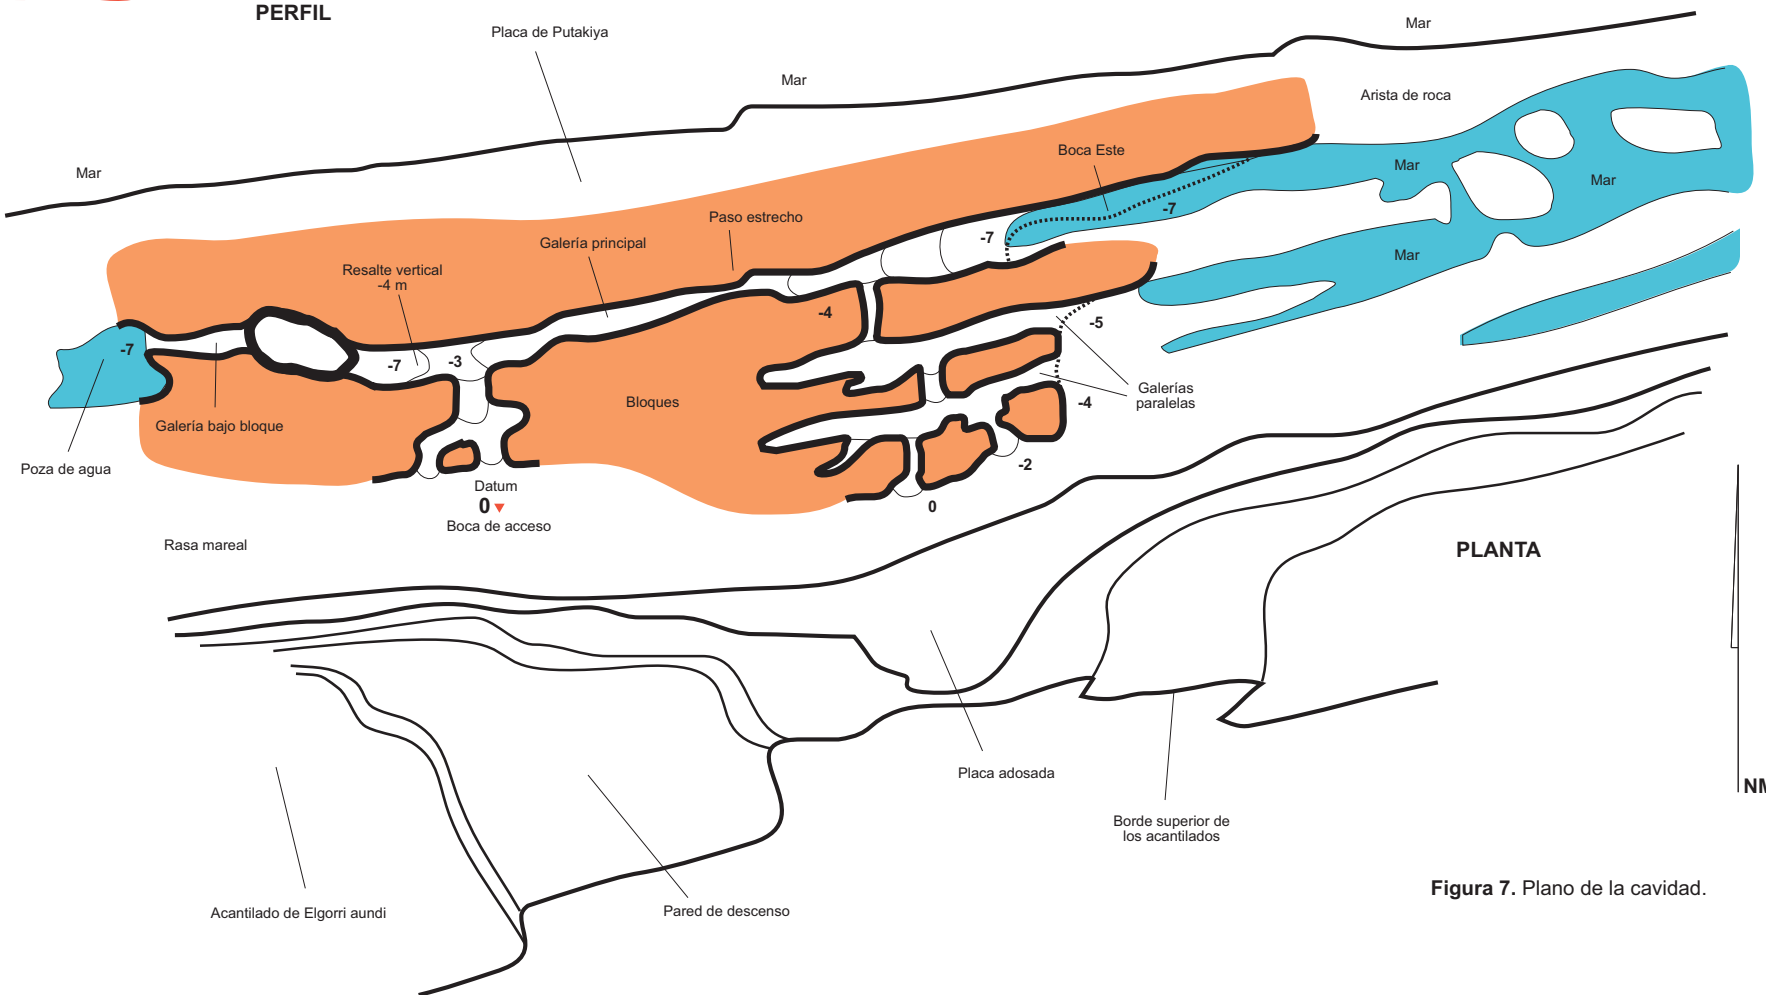 PERFIL
Placa de Putakiya
Mar
Mar
Mar
Arista de roca
Boca Este
Mar
Mar
-7
Paso estrecho
Galería principal
-7
Mar
Resalte vertical
-4 m
-4
-5
-7
-7
-3
Galerías
paralelas
Bloques
-4
Galería bajo bloque
Poza de agua
-2
Datum
0
Boca de acceso
0
Rasa mareal
PLANTA
Placa adosada
NM
Borde superior de
los acantilados
Figura 7. Plano de la cavidad.
Acantilado de Elgorri aundi
Pared de descenso